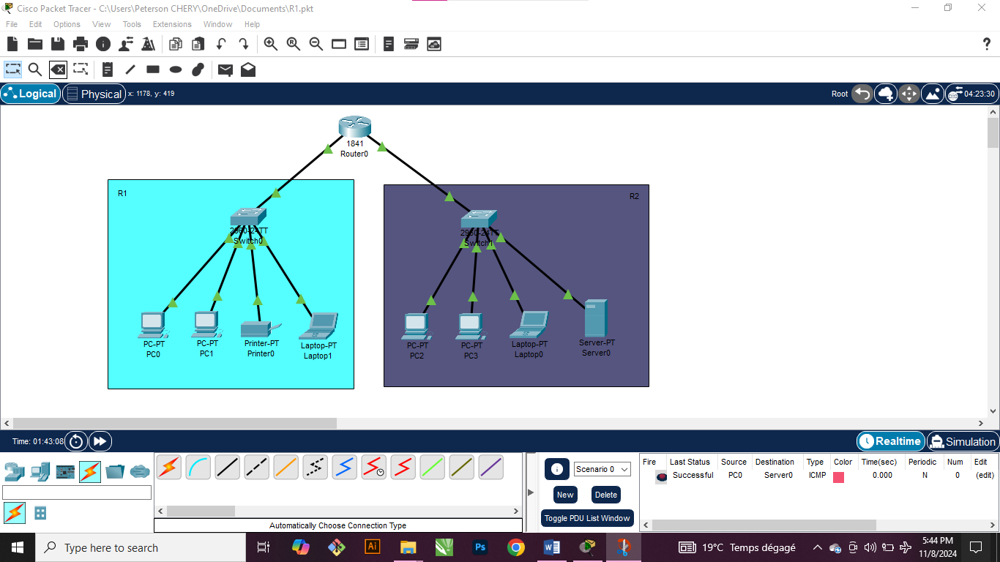 Cisco Packet Tracer - C:\Users\Peterson CHERY\OneDrive\Documents\R1.pkt
File Edit Options View Tools Extensions Window Help
?
Logical Physical x: 1178, y: 419 Root 04:23:30
1841
Router0
R1
R2
2960-24TT
Switch0
2960-24TT
Switch1
PC-PT
PC0
PC-PT
PC1
Printer-PT
Printer0
Laptop-PT
Laptop1
PC-PT
PC2
PC-PT
PC3
Laptop-PT
Laptop0
Server-PT
Server0
Time: 01:43:08 Realtime Simulation
Scenario 0
New Delete
Toggle PDU List Window
Automatically Choose Connection Type
Fire Last Status Source Destination Type Color Time(sec) Periodic Num Edit
Successful PC0 Server0 ICMP 0.000 N 0 (edit)
Type here to search
Ai
Ps
W
19°C Temps dégagé
5:44 PM
11/8/2024